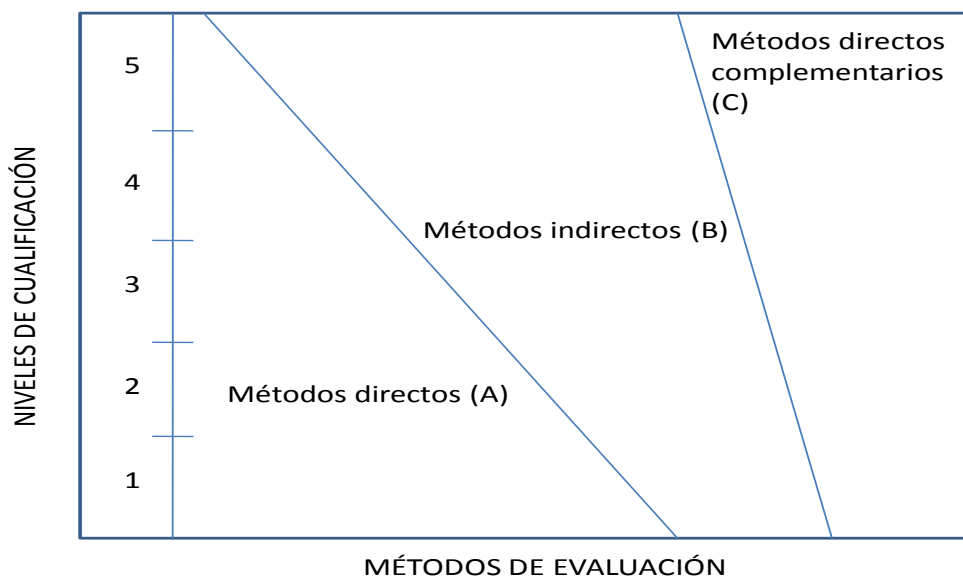 NIVELES DE CUALIFICACIÓN
5
4
3
2
1
Métodos directos
complementarios
(C)
Métodos indirectos (B)
Métodos directos (A)
MÉTODOS DE EVALUACIÓN